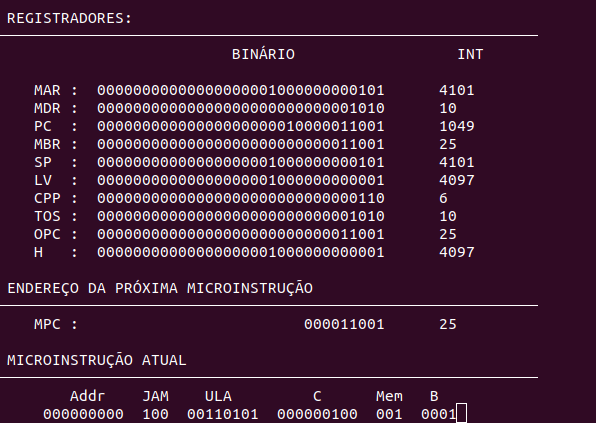 REGISTRADORES:
BINÁRIO INT
MAR : 00000000000000000001000000000101 4101
MDR : 00000000000000000000000000001010 10
PC : 00000000000000000000010000011001 1049
MBR : 00000000000000000000000000011001 25
SP : 00000000000000000001000000000101 4101
LV : 00000000000000000001000000000001 4097
CPP : 00000000000000000000000000000110 6
TOS : 00000000000000000000000000001010 10
OPC : 00000000000000000000000000011001 25
H : 00000000000000000001000000000001 4097
ENDEREÇO DA PRÓXIMA MICROINSTRUÇÃO
MPC : 000011001 25
MICROINSTRUÇÃO ATUAL
Addr JAM ULA C Mem B
000000000 100 00110101 000000100 001 0001